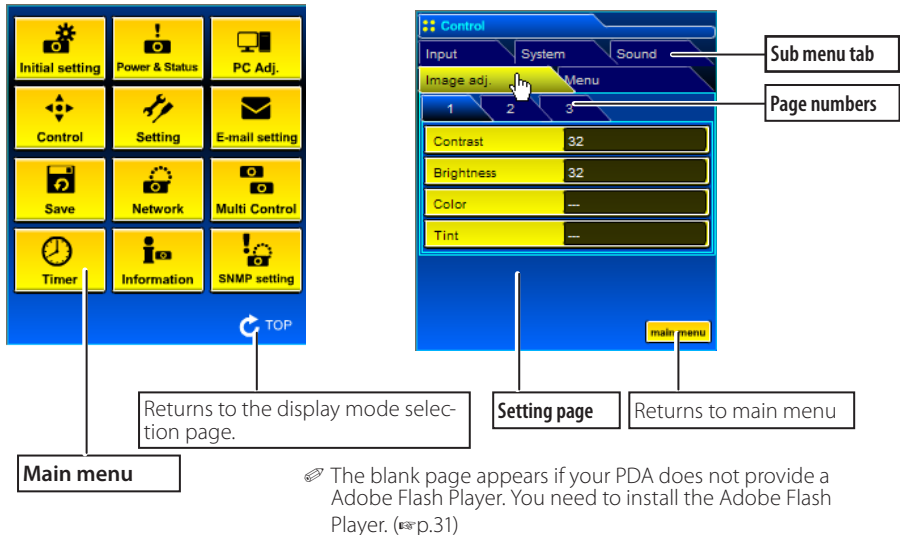 Initial setting
Power & Status
PC Adj.
Control
Setting
E-mail setting
Save
Network
Multi Control
Timer
Information
SNMP setting
TOP
Control
Input
System
Sound
Image adj.
Menu
1
2
3
Contrast
32
Brightness
32
Color
---
Tint
---
main menu
Sub menu tab
Page numbers
Returns to the display mode selec-
tion page.
Setting page
Returns to main menu
Main menu
The blank page appears if your PDA does not provide a
Adobe Flash Player. You need to install the Adobe Flash
Player. (☞p.31)